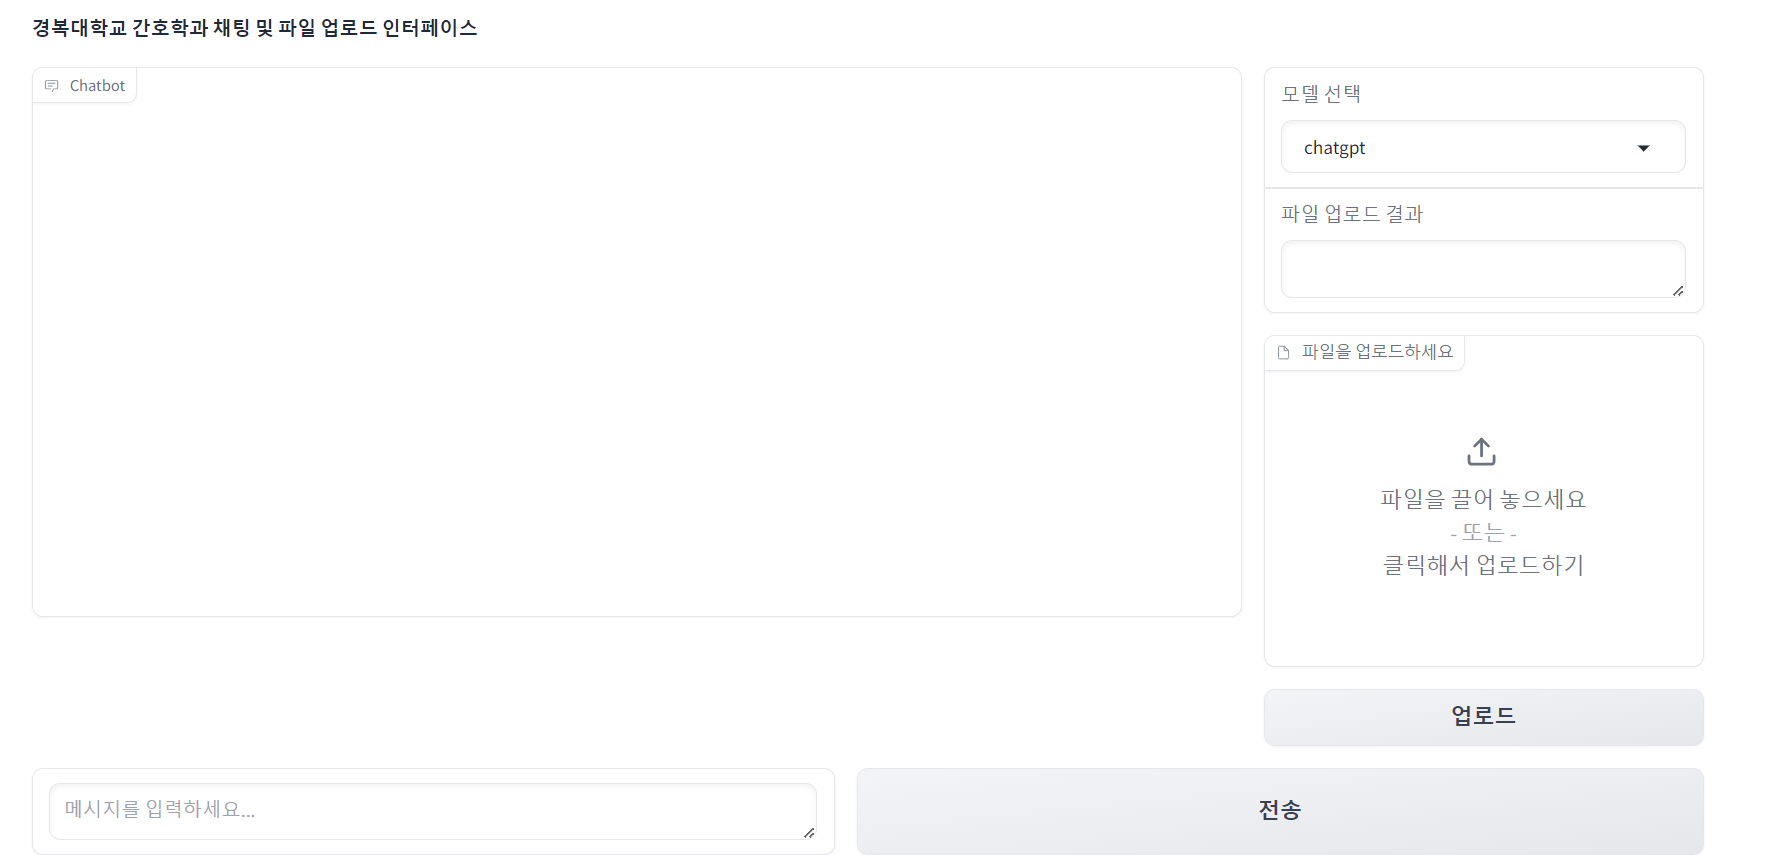 경복대학교 간호학과 채팅 및 파일 업로드 인터페이스
Chatbot
모델 선택
chatgpt
파일 업로드 결과
파일을 업로드하세요
파일을 끌어 놓으세요
- 또는 -
클릭해서 업로드하기
업로드
메시지를 입력하세요...
전송